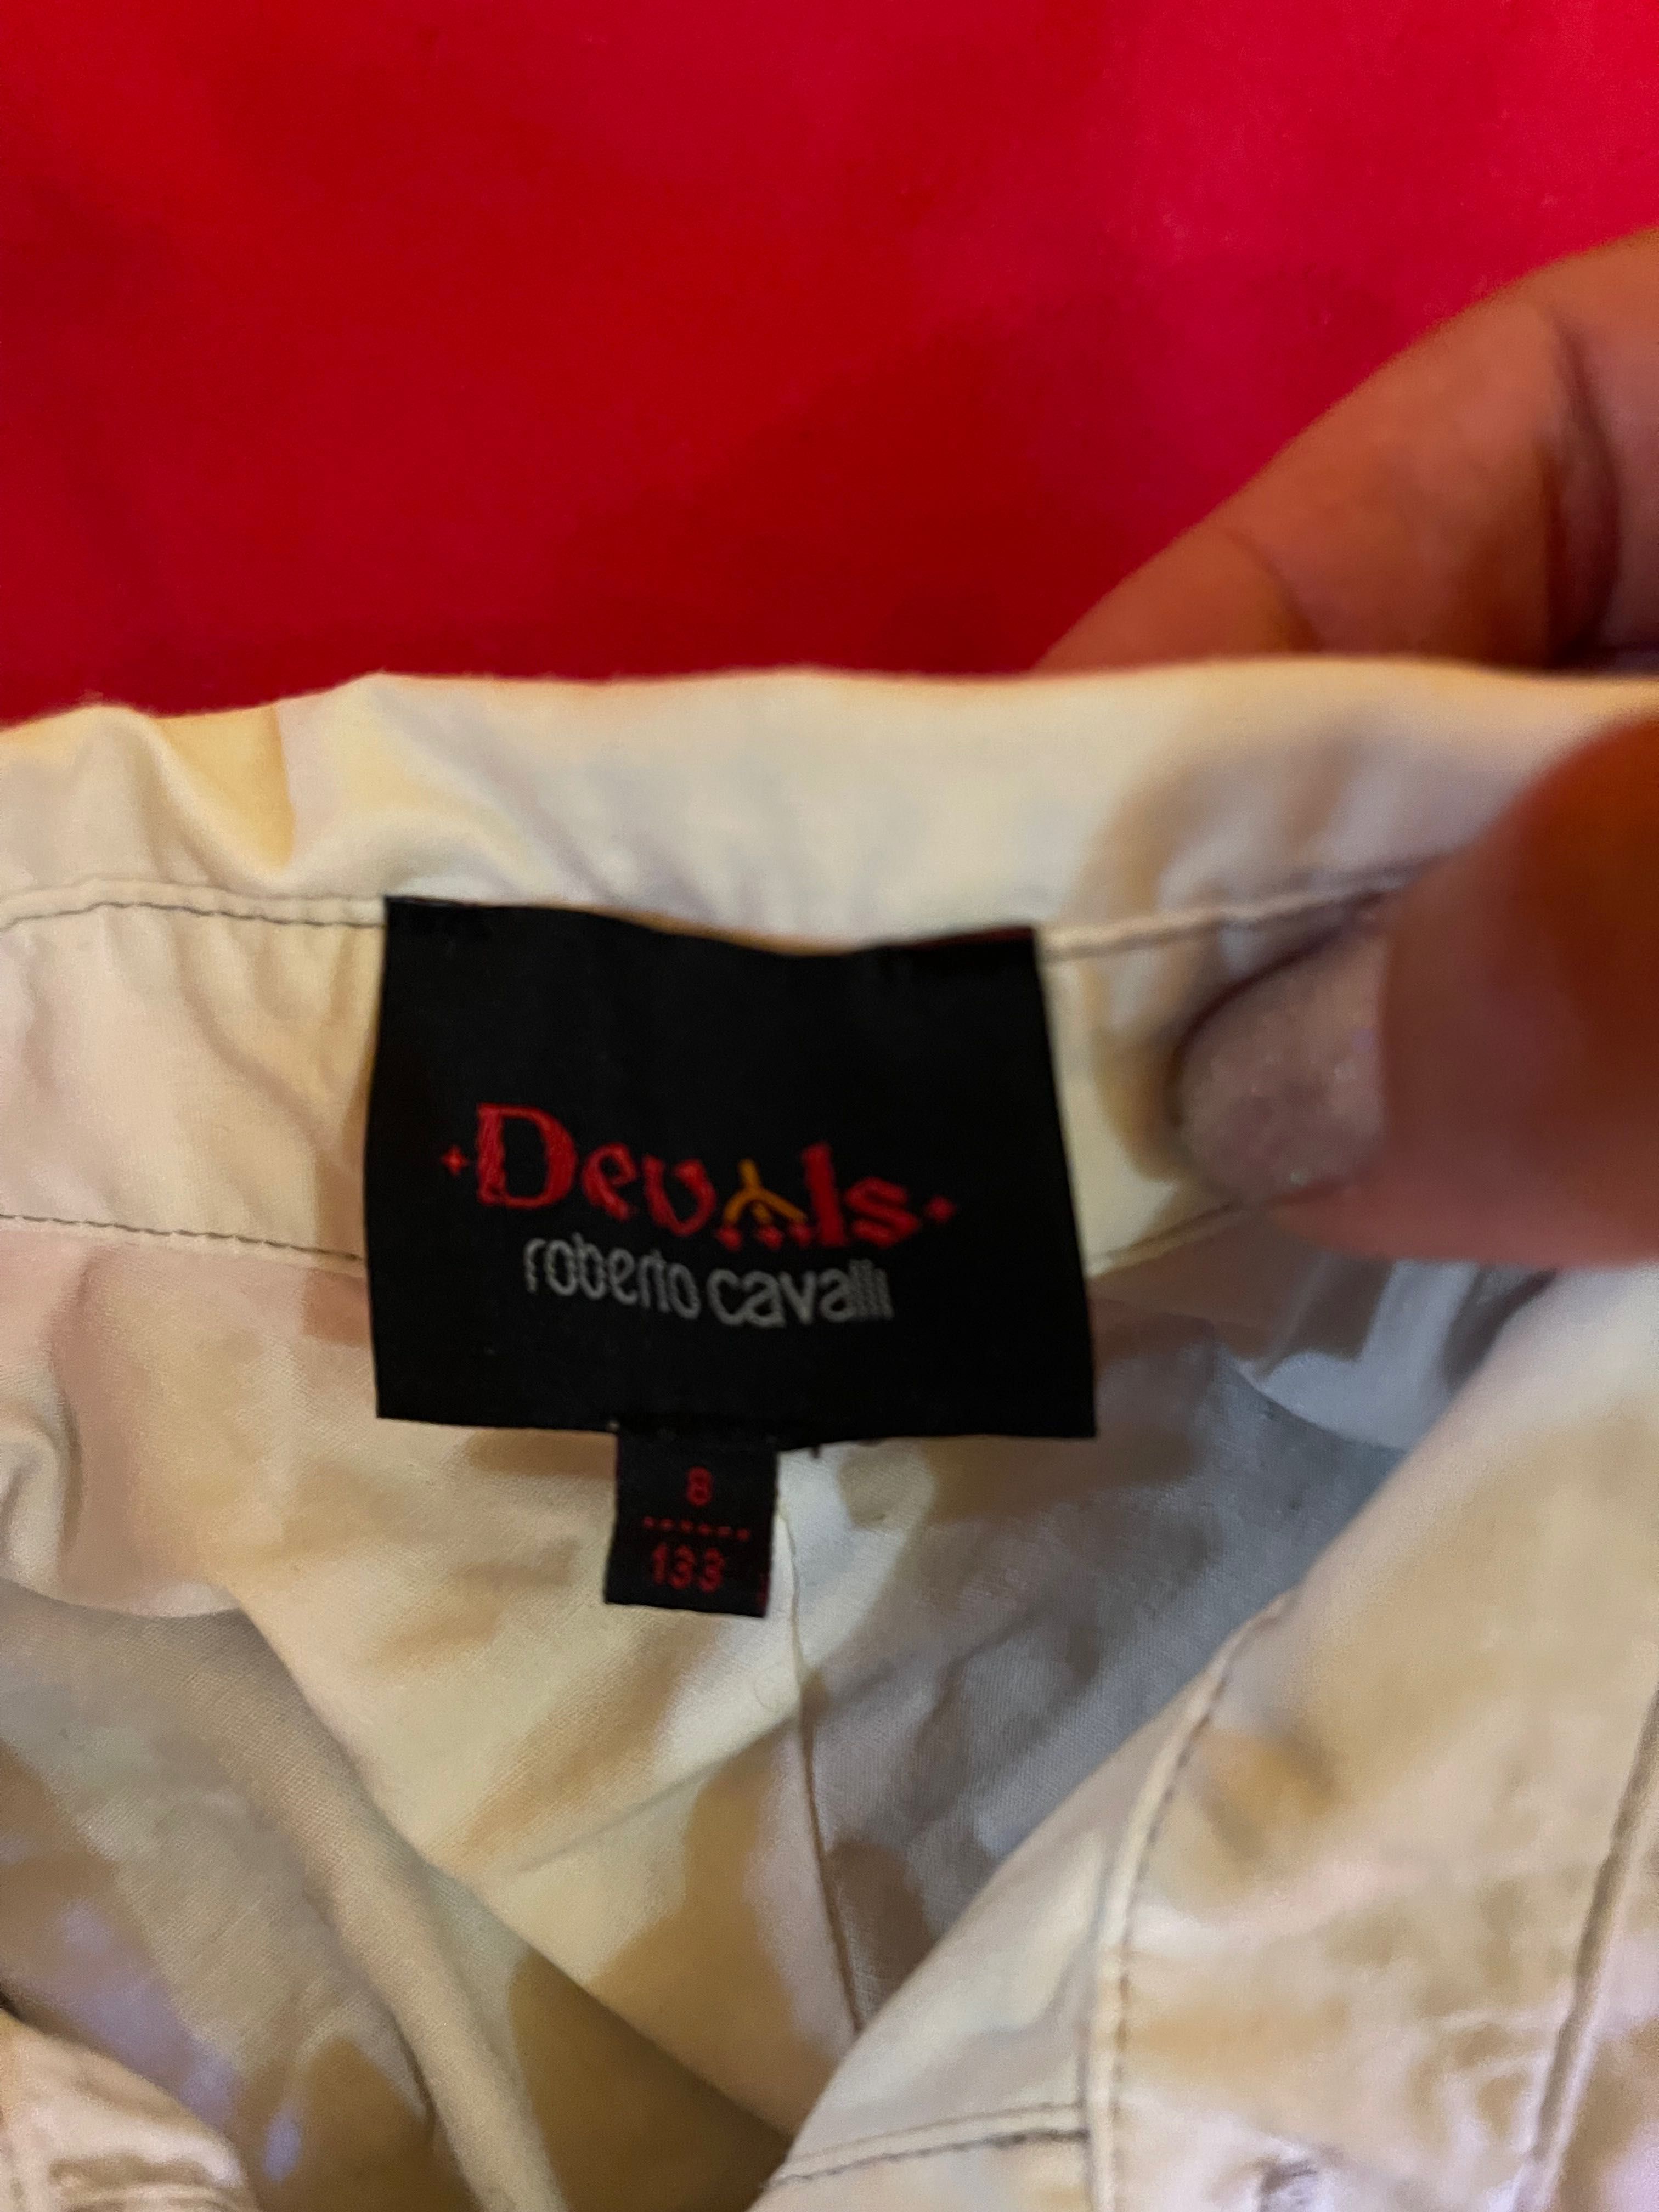 Devils
roberto cavalli
8
133